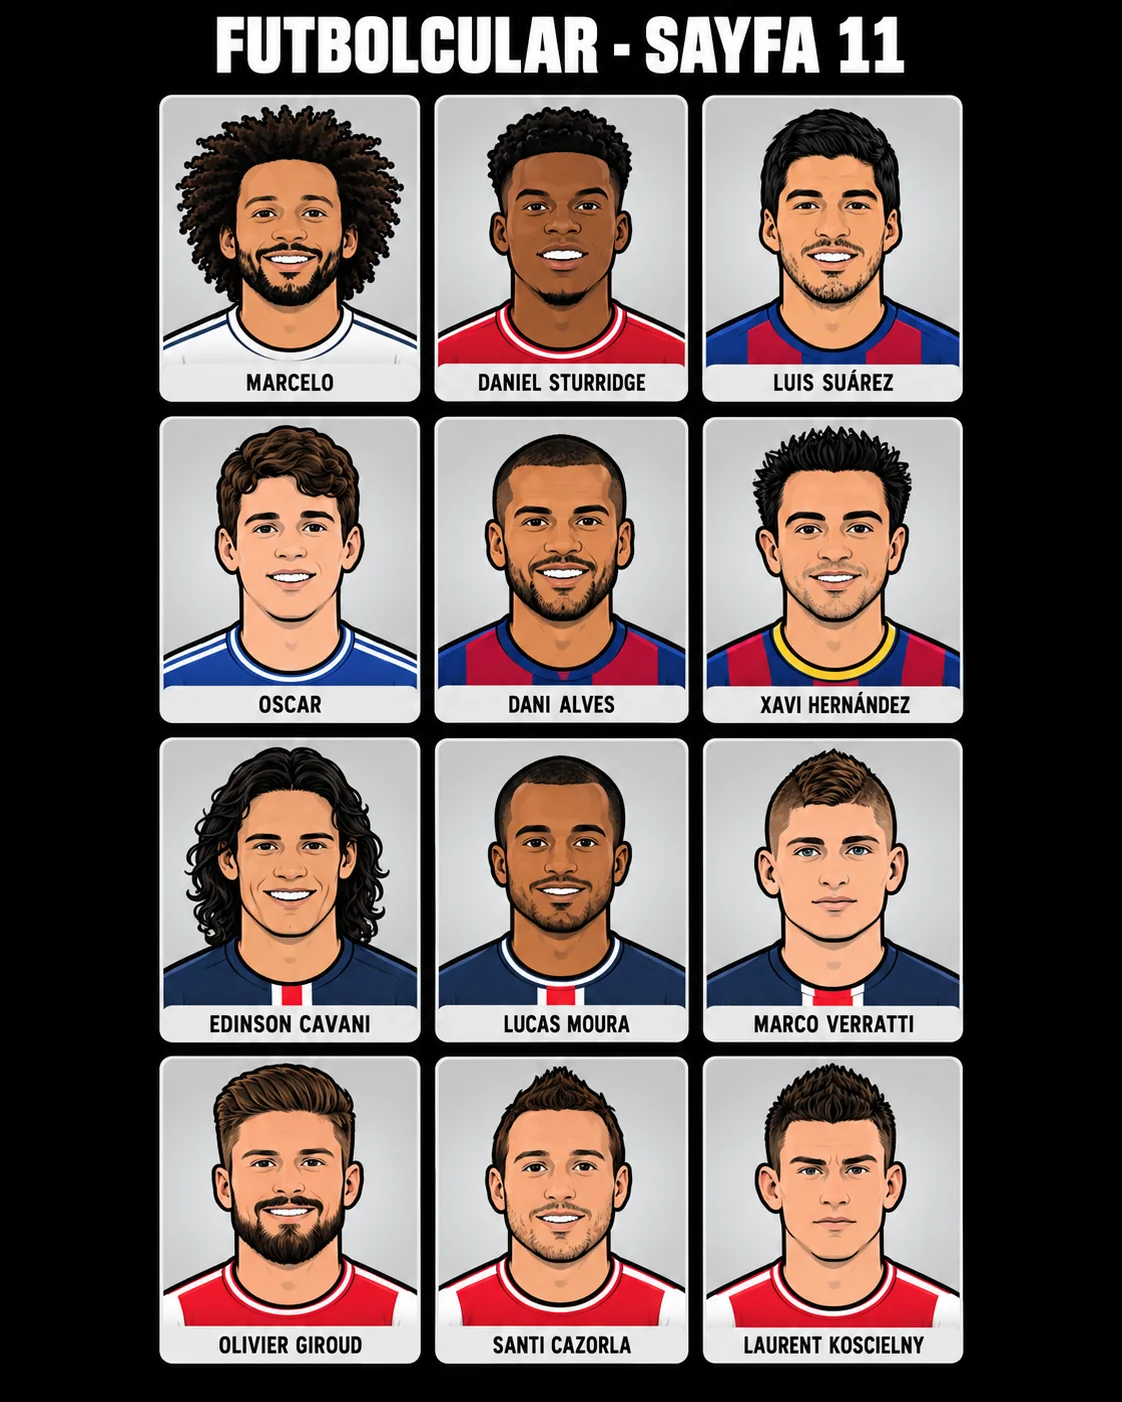 FUTBOLCULAR - SAYFA 11
MARCELO
DANIEL STURRIDGE
LUIS SUÁREZ
OSCAR
DANI ALVES
XAVI HERNÁNDEZ
EDINSON CAVANI
LUCAS MOURA
MARCO VERRATTI
OLIVIER GIROUD
SANTI CAZORLA
LAURENT KOSCIELNY